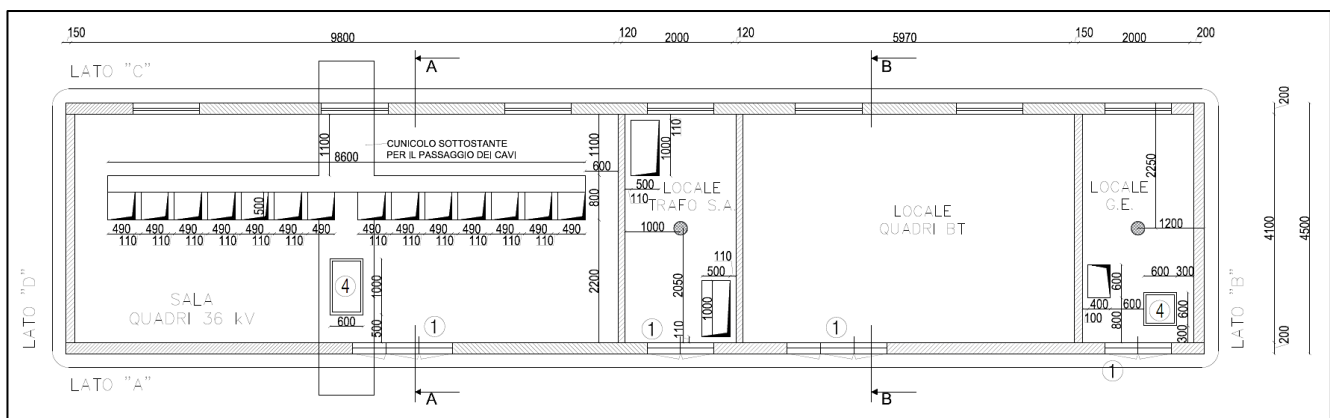 150 9800 120 2000 120 5970 150 2000 200
LATO "C"
A
B
200
1100
CUNICOLO SOTTOSTANTE
PER IL PASSAGGIO DEI CAVI
8600
1100
600
110
1000
500
110
LOCALE
TRAFO S.A.
2250
LOCALE
G.E.
500
800
1000
LOCALE
QUADRI BT
1200
4100
4500
490 490 490 490 490 490 490 490 490 490 490 490 490 490
110 110 110 110 110 110 110 110 110 110 110 110
LATO "D"
SALA
QUADRI 36 kV
4
1000
600
500
2200
2050
110
500
1000
110
600
400
100
600
800
600 300
4
600
300
LATO "B"
1
1
1
1
200
LATO "A"
A
B